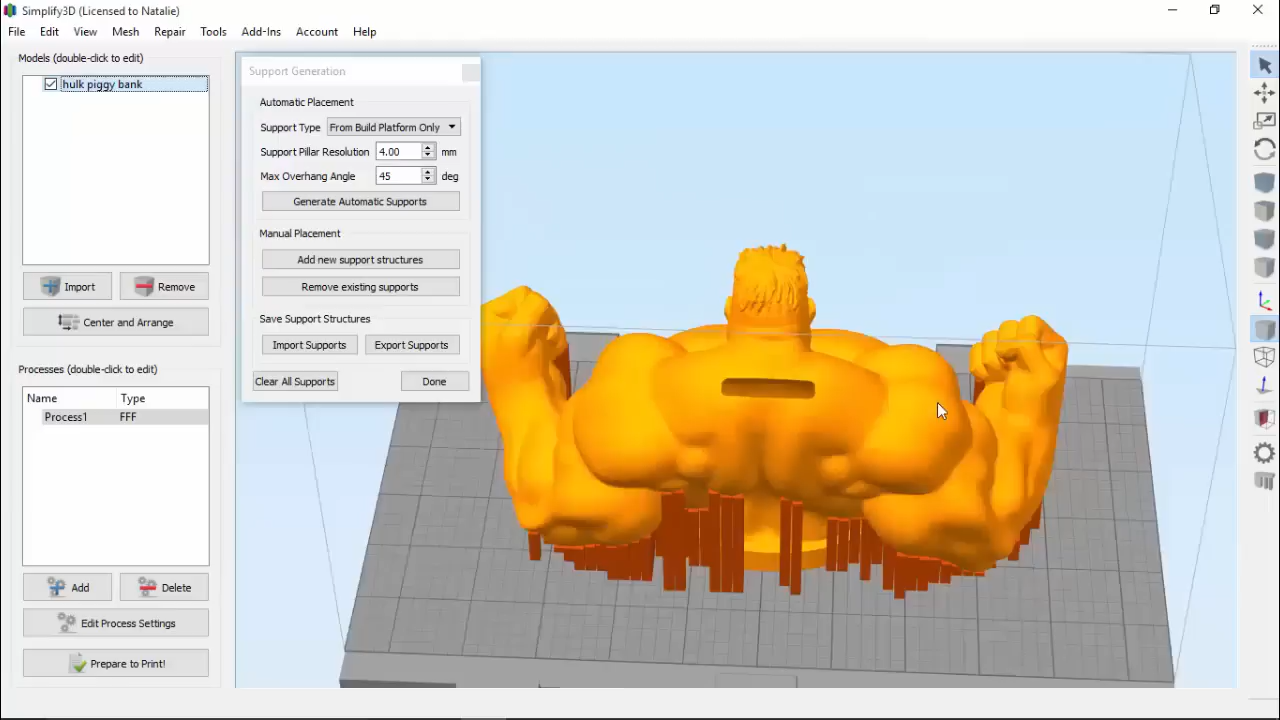 Simplify3D (Licensed to Natalie)
File Edit View Mesh Repair Tools Add-Ins Account Help
Models (double-click to edit)
hulk piggy bank
Import Remove
Center and Arrange
Processes (double-click to edit)
Name Type
Process1 FFF
Add Delete
Edit Process Settings
Prepare to Print!
Support Generation
Automatic Placement
Support Type From Build Platform Only
Support Pillar Resolution 4.00 mm
Max Overhang Angle 45 deg
Generate Automatic Supports
Manual Placement
Add new support structures
Remove existing supports
Save Support Structures
Import Supports Export Supports
Clear All Supports Done